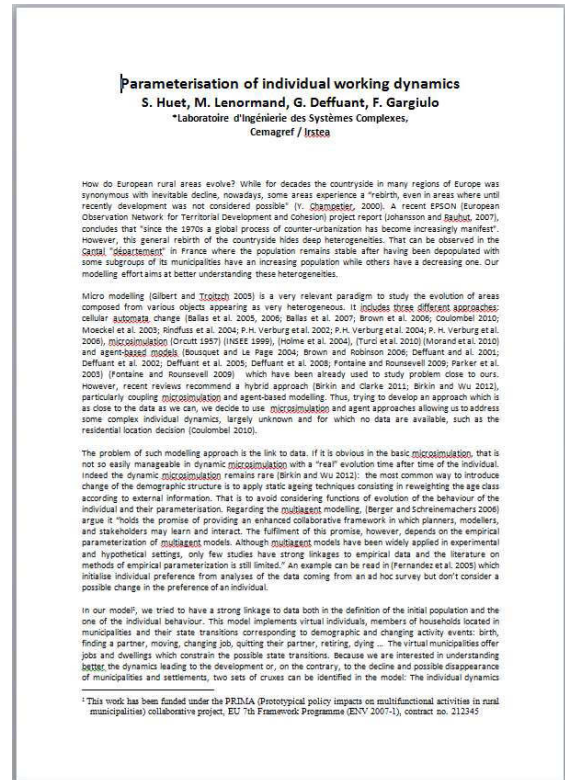 Parameterisation of individual working dynamics
S. Huet, M. Lenormand, G. Deffuant, F. Gargiulo
*Laboratoire d'Ingénierie des Systèmes Complexes,
Cemagref / Irstea
How do European rural areas evolve? While for decades the countryside in many regions of Europe was
synonymous with inevitable decline, nowadays, some areas experience a "rebirth, even in areas where until
recently development was not considered possible" (Y. Champetier, 2000). A recent EPSON (European
Observation Network for Territorial Development and Cohesion) project report (Johansson and Rauhut, 2007),
concludes that "since the 1970s a global process of counter-urbanization has become increasingly manifest".
However, this general rebirth of the countryside hides deep heterogeneities. That can be observed in the
Cantal "département" in France where the population remains stable after having been depopulated with
some subgroups of its municipalities have an increasing population while others have a decreasing one. Our
modelling effort aims at better understanding these heterogeneities.
Micro modelling (Gilbert and Troitzch 2005) is a very relevant paradigm to study the evolution of areas
composed from various objects appearing as very heterogeneous. It includes three different approaches:
cellular automata change (Ballas et al. 2005, 2006; Ballas et al. 2007; Brown et al. 2006; Coulombel 2010;
Moeckel et al. 2003; Rindfuss et al. 2004; P.H. Verburg et al. 2002; P.H. Verburg et al. 2004; P. H. Verburg et al.
2006), microsimulation (Orcutt 1957) (INSEE 1999), (Holme et al. 2004), (Turci et al. 2010) (Morand et al. 2010)
and agent-based models (Bousquet and Le Page 2004; Brown and Robinson 2006; Deffuant and al. 2001;
Deffuant et al. 2002; Deffuant et al. 2005; Deffuant et al. 2008; Fontaine and Rounsevell 2009; Parker et al.
2003) (Fontaine and Rounsevell 2009) which have been already used to study problem close to ours.
However, recent reviews recommend a hybrid approach (Birkin and Clarke 2011; Birkin and Wu 2012),
particularly coupling microsimulation and agent-based modelling. Thus, trying to develop an approach which is
as close to the data as we can, we decide to use microsimulation and agent approaches allowing us to address
some complex individual dynamics, largely unknown and for which no data are available, such as the
residential location decision (Coulombel 2010).
The problem of such modelling approach is the link to data. If it is obvious in the basic microsimulation, that is
not so easily manageable in dynamic microsimulation with a "real" evolution time after time of the individual.
Indeed the dynamic microsimulation remains rare (Birkin and Wu 2012): the most common way to introduce
change of the demographic structure is to apply static ageing techniques consisting in reweighting the age class
according to external information. That is to avoid considering functions of evolution of the behaviour of the
individual and their parameterisation. Regarding the multiagent modelling, (Berger and Schreinemachers 2006)
argue it "holds the promise of providing an enhanced collaborative framework in which planners, modellers,
and stakeholders may learn and interact. The fulfilment of this promise, however, depends on the empirical
parameterization of multiagent models. Although multiagent models have been widely applied in experimental
and hypothetical settings, only few studies have strong linkages to empirical data and the literature on
methods of empirical parameterization is still limited." An example can be read in (Fernandez et al. 2005) which
initialise individual preference from analyses of the data coming from an ad hoc survey but don't consider a
possible change in the preference of an individual.
In our model¹, we tried to have a strong linkage to data both in the definition of the initial population and the
one of the individual behaviour. This model implements virtual individuals, members of households located in
municipalities and their state transitions corresponding to demographic and changing activity events: birth,
finding a partner, moving, changing job, quitting their partner, retiring, dying ... The virtual municipalities offer
jobs and dwellings which constrain the possible state transitions. Because we are interested in understanding
better the dynamics leading to the development or, on the contrary, to the decline and possible disappearance
of municipalities and settlements, two sets of cruxes can be identified in the model: The individual dynamics
¹ This work has been funded under the PRIMA (Prototypical policy impacts on multifunctional activities in rural
municipalities) collaborative project, EU 7th Framework Programme (ENV 2007-1), contract no. 212345